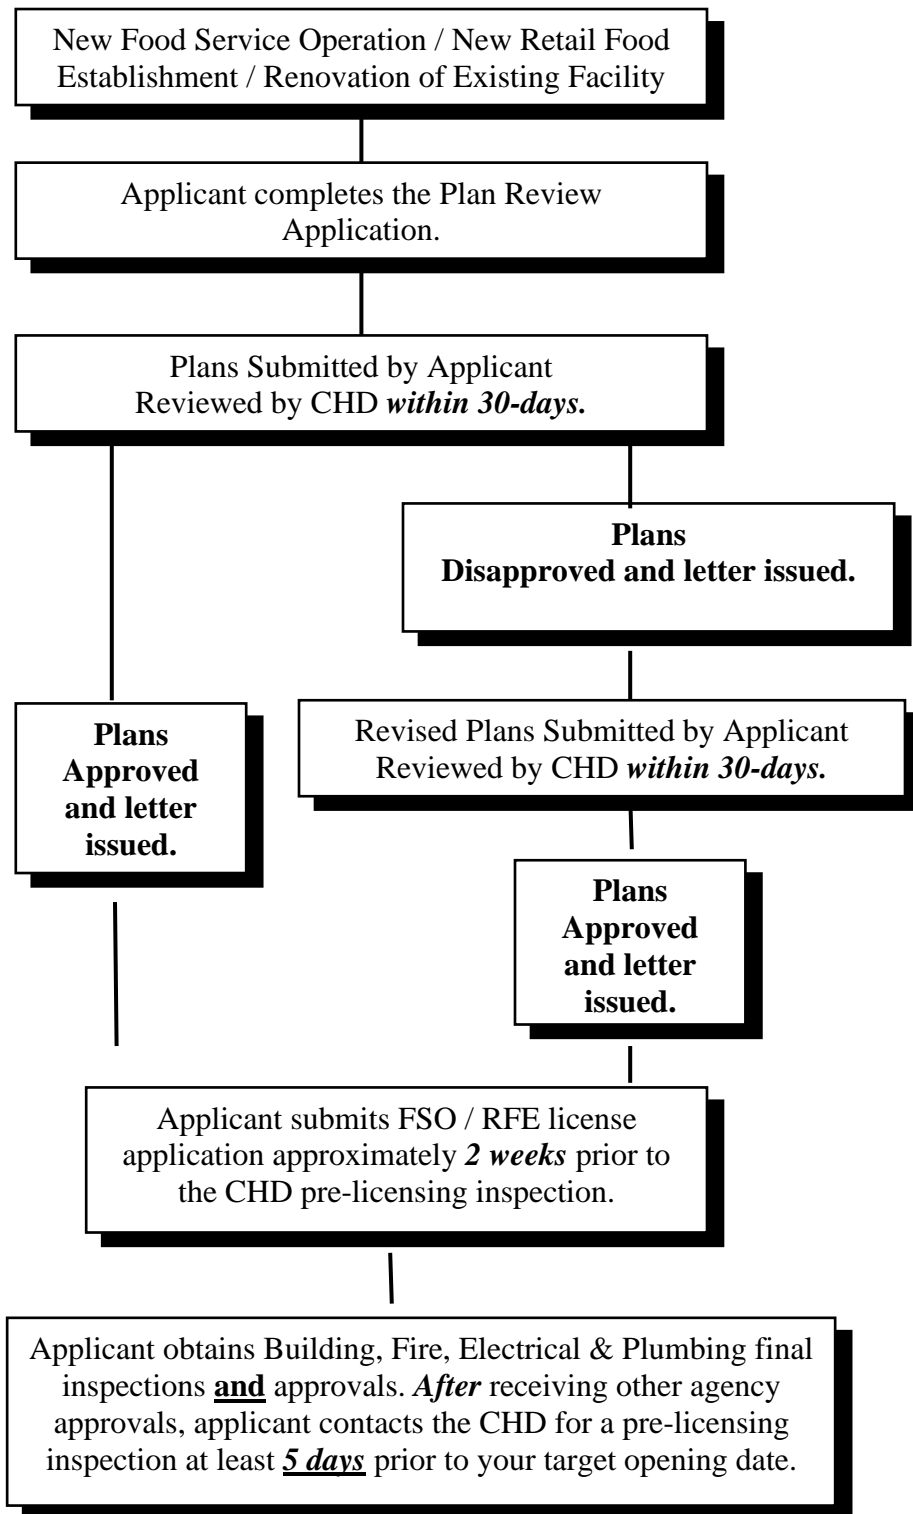 New Food Service Operation / New Retail Food
Establishment / Renovation of Existing Facility
Applicant completes the Plan Review
Application.
Plans Submitted by Applicant
Reviewed by CHD within 30-days.
Plans
Disapproved and letter issued.
Plans
Approved
and letter
issued.
Revised Plans Submitted by Applicant
Reviewed by CHD within 30-days.
Plans
Approved
and letter
issued.
Applicant submits FSO / RFE license
application approximately 2 weeks prior to
the CHD pre-licensing inspection.
Applicant obtains Building, Fire, Electrical & Plumbing final
inspections and approvals. After receiving other agency
approvals, applicant contacts the CHD for a pre-licensing
inspection at least 5 days prior to your target opening date.